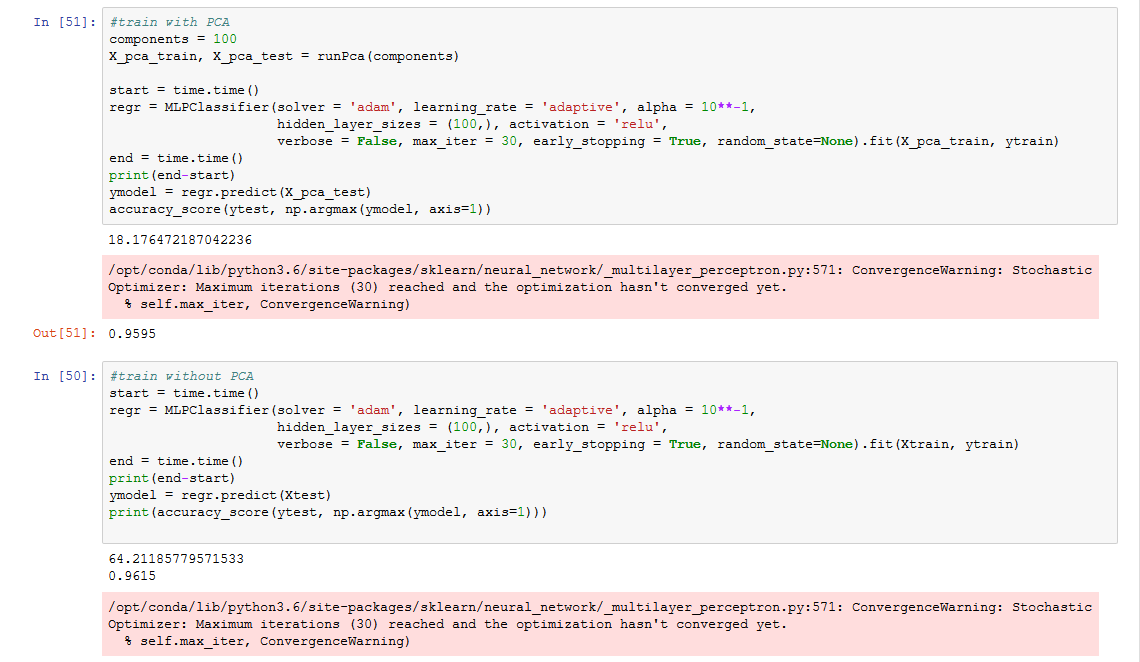 In [51]: #train with PCA
components = 100
X_pca_train, X_pca_test = runPca(components)
start = time.time()
regr = MLPClassifier(solver = 'adam', learning_rate = 'adaptive', alpha = 10**-1,
hidden_layer_sizes = (100,), activation = 'relu',
verbose = False, max_iter = 30, early_stopping = True, random_state=None).fit(X_pca_train, ytrain)
end = time.time()
print(end-start)
ymodel = regr.predict(X_pca_test)
accuracy_score(ytest, np.argmax(ymodel, axis=1))
18.176472187042236
/opt/conda/lib/python3.6/site-packages/sklearn/neural_network/_multilayer_perceptron.py:571: ConvergenceWarning: Stochastic
Optimizer: Maximum iterations (30) reached and the optimization hasn't converged yet.
% self.max_iter, ConvergenceWarning)
Out[51]: 0.9595
In [50]: #train without PCA
start = time.time()
regr = MLPClassifier(solver = 'adam', learning_rate = 'adaptive', alpha = 10**-1,
hidden_layer_sizes = (100,), activation = 'relu',
verbose = False, max_iter = 30, early_stopping = True, random_state=None).fit(Xtrain, ytrain)
end = time.time()
print(end-start)
ymodel = regr.predict(Xtest)
print(accuracy_score(ytest, np.argmax(ymodel, axis=1)))
64.21185779571533
0.9615
/opt/conda/lib/python3.6/site-packages/sklearn/neural_network/_multilayer_perceptron.py:571: ConvergenceWarning: Stochastic
Optimizer: Maximum iterations (30) reached and the optimization hasn't converged yet.
% self.max_iter, ConvergenceWarning)